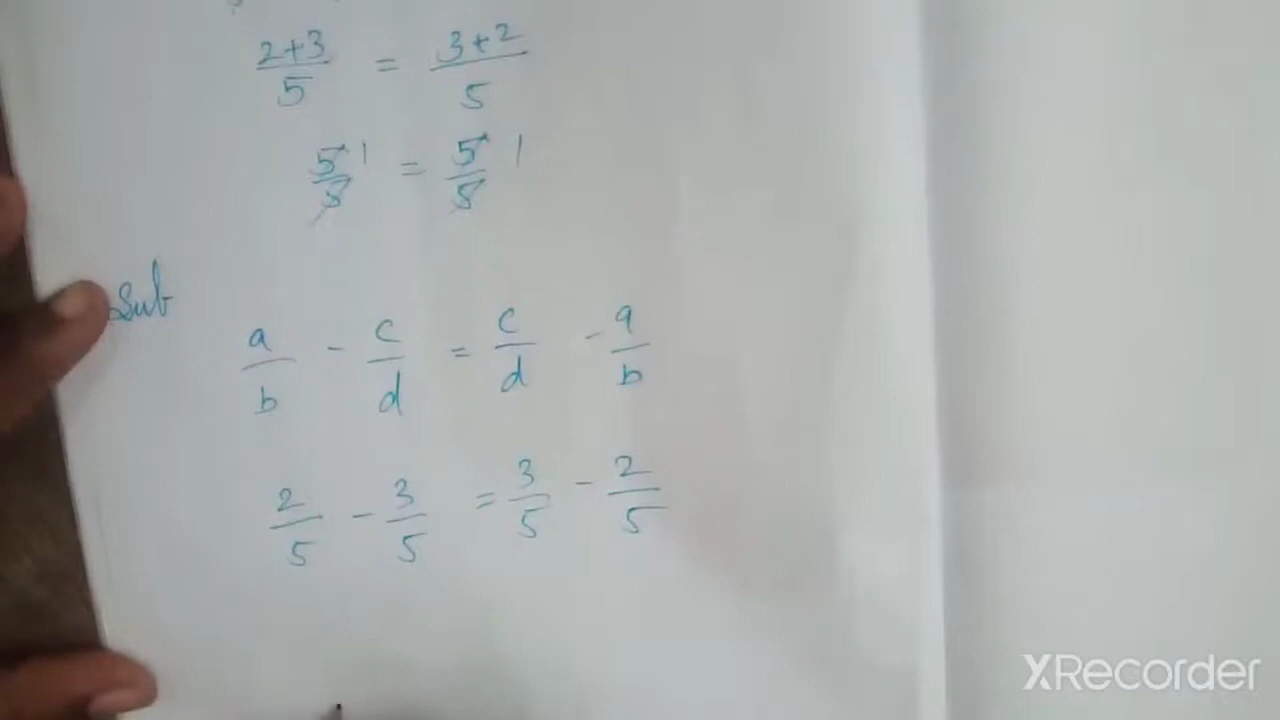 2+3/5 = 3+2/5
5/5 1 = 5/5 1
Sub
a/b - c/d = c/d - a/b
2/5 - 3/5 = 3/5 - 2/5
XRecorder